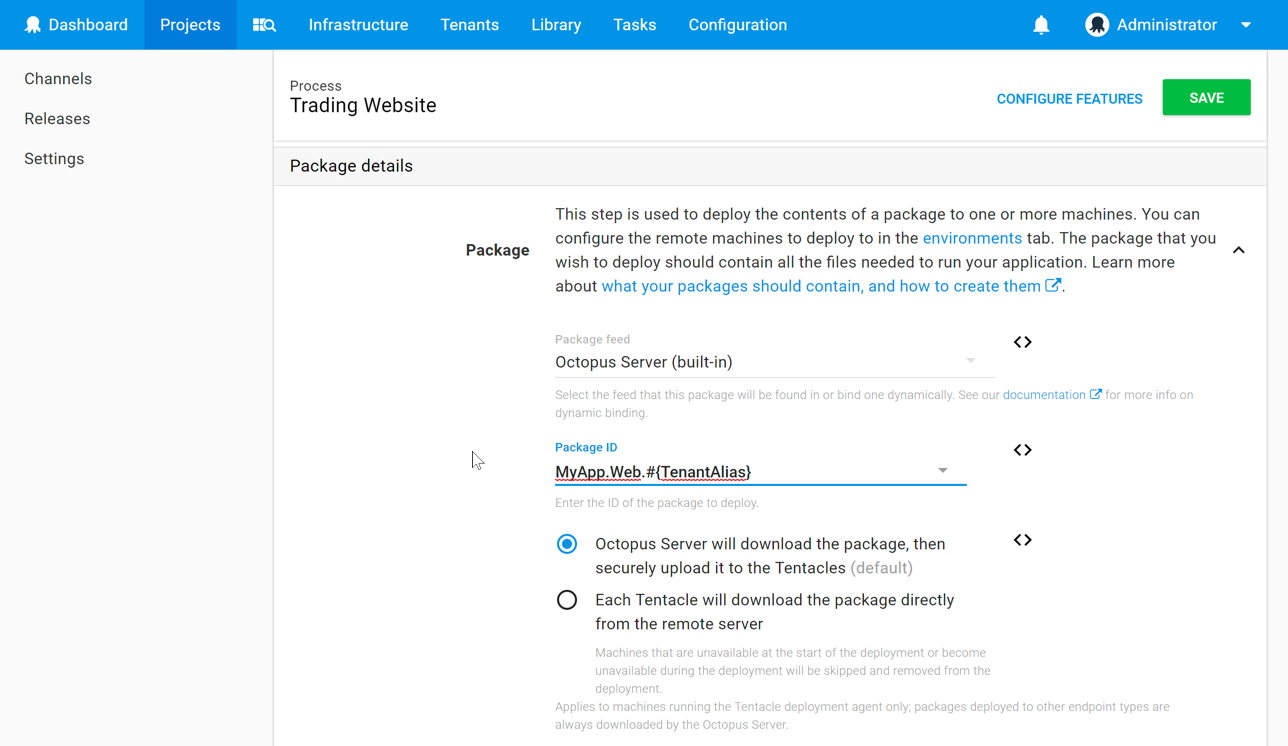 Dashboard Projects Infrastructure Tenants Library Tasks Configuration Administrator
Channels
Releases
Settings
Process
Trading Website
CONFIGURE FEATURES
SAVE
Package details
Package
This step is used to deploy the contents of a package to one or more machines. You can
configure the remote machines to deploy to in the environments tab. The package that you
wish to deploy should contain all the files needed to run your application. Learn more
about what your packages should contain, and how to create them.
Package feed
Octopus Server (built-in)
Select the feed that this package will be found in or bind one dynamically. See our documentation for more info on
dynamic binding.
Package ID
MyApp.Web.#{TenantAlias}
Enter the ID of the package to deploy.
Octopus Server will download the package, then
securely upload it to the Tentacles (default)
Each Tentacle will download the package directly
from the remote server
Machines that are unavailable at the start of the deployment or become
unavailable during the deployment will be skipped and removed from the
deployment.
Applies to machines running the Tentacle deployment agent only; packages deployed to other endpoint types are
always downloaded by the Octopus Server.